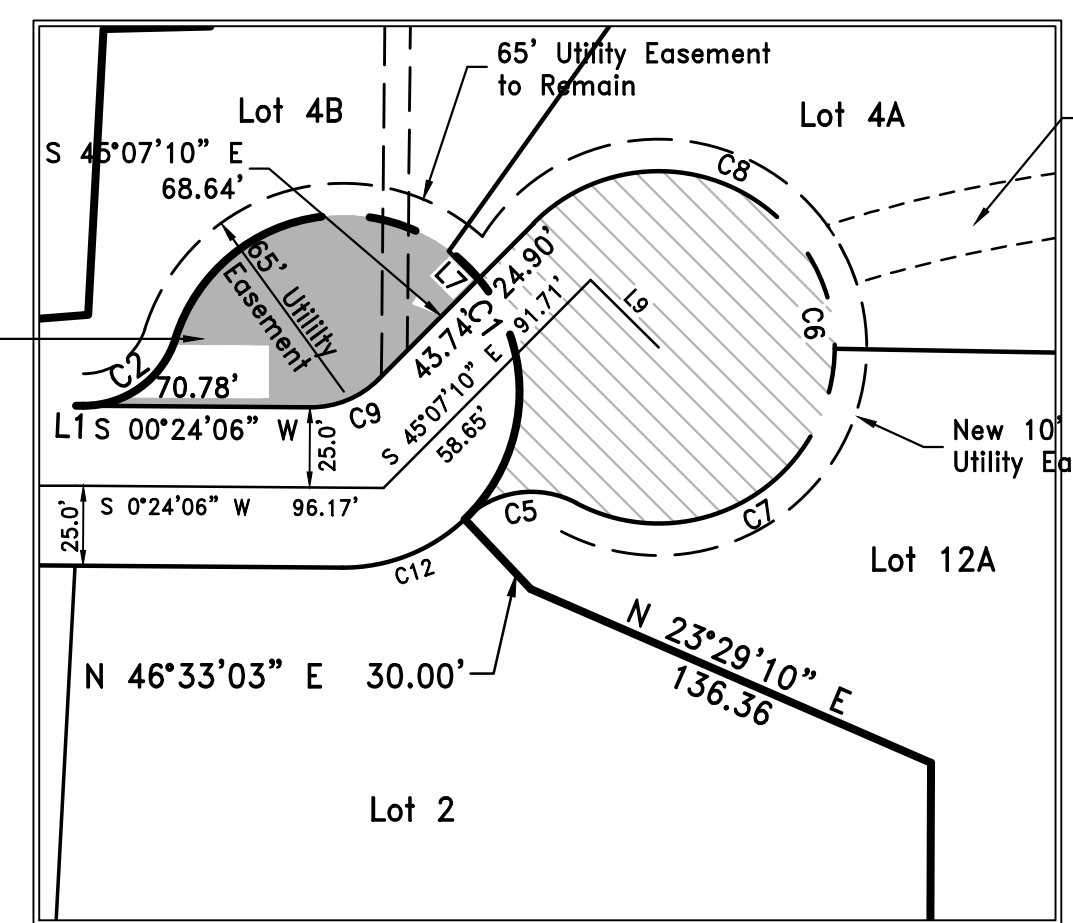 65' Utility Easement
to Remain
Lot 4B
Lot 4A
S 45°07'10" E
68.64'
C8
65' Utility
Easement
L7
24.90'
C1
91.71'
L9
C6
43.74'
S 45°07'10" E
58.65'
C2
70.78'
L1
S 00°24'06" W
C9
25.0'
New 10'
Utility Ea
S 0°24'06" W 96.17'
25.0'
C5
C7
Lot 12A
C12
N 23°29'10" E
136.36
N 46°33'03" E 30.00'
Lot 2